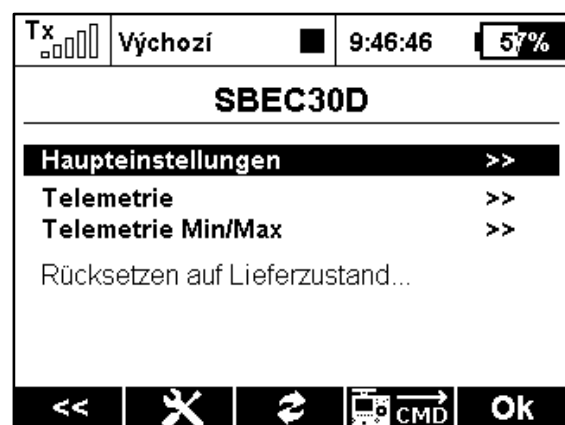 Tx Výchozí 9:46:46 57%
SBEC30D
Haupteinstellungen >>
Telemetrie >>
Telemetrie Min/Max >>
Rücksetzen auf Lieferzustand...
<< CMD Ok